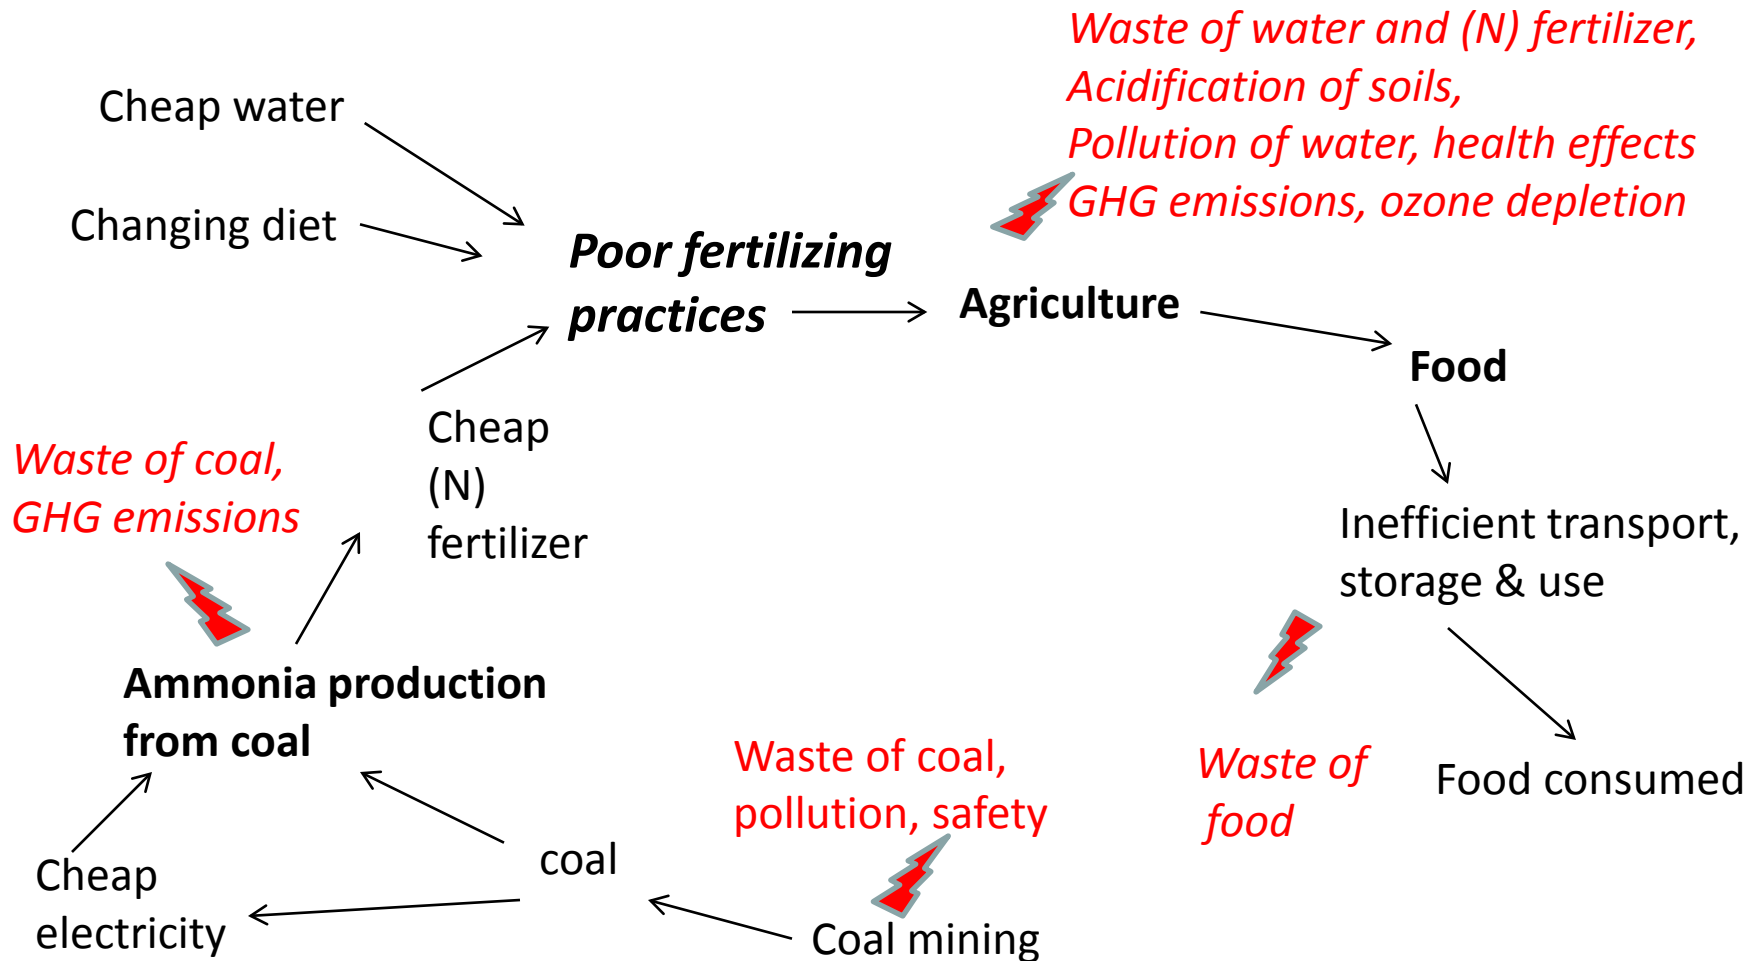 Waste of water and (N) fertilizer,
Acidification of soils,
Pollution of water, health effects
GHG emissions, ozone depletion
Cheap water
Changing diet
Poor fertilizing
practices
Agriculture
Food
Cheap
(N)
fertilizer
Waste of coal,
GHG emissions
Inefficient transport,
storage & use
Ammonia production
from coal
Waste of coal,
pollution, safety
Waste of
food
Food consumed
coal
Cheap
electricity
Coal mining